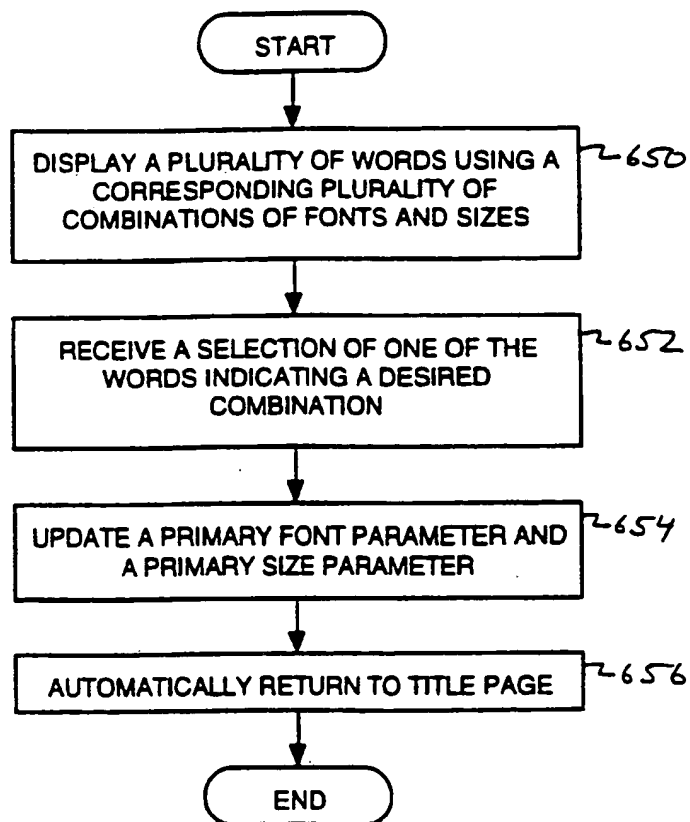 START
DISPLAY A PLURALITY OF WORDS USING A
CORRESPONDING PLURALITY OF
COMBINATIONS OF FONTS AND SIZES
650
RECEIVE A SELECTION OF ONE OF THE
WORDS INDICATING A DESIRED
COMBINATION
652
UPDATE A PRIMARY FONT PARAMETER AND
A PRIMARY SIZE PARAMETER
654
AUTOMATICALLY RETURN TO TITLE PAGE
656
END